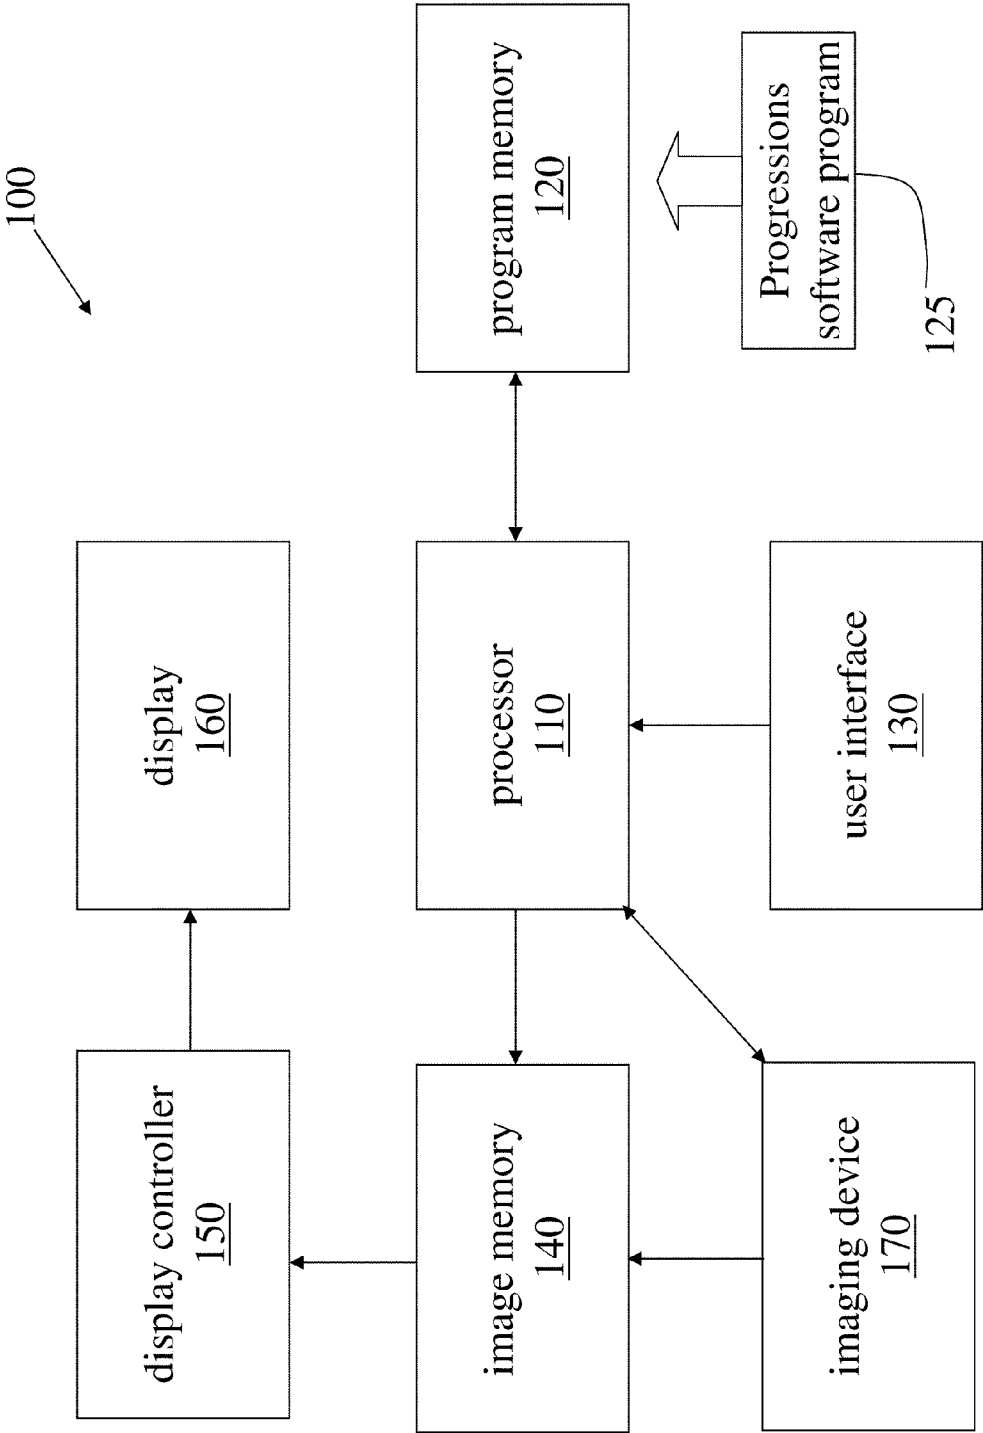 100
display controller
150
display
160
image memory
140
processor
110
program memory
120
imaging device
170
user interface
130
Progressions
software program
125